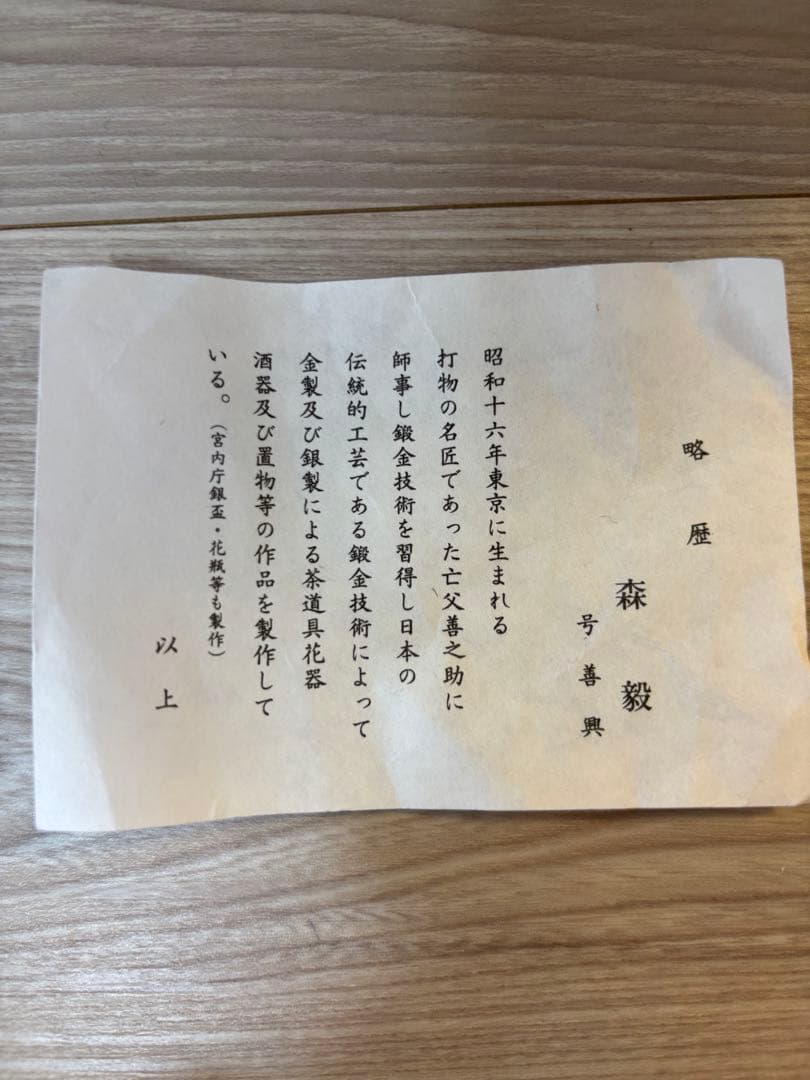 略歴
森毅
号善興
昭和十六年東京に生まれる
打物の名匠であった亡父善之助に
師事し鍛金技術を習得し日本の
伝統的工芸である鍛金技術によって
金製及び銀製による茶道具花器
酒器及び置物等の作品を製作して
いる。（宮内庁銀盃・花瓶等も製作）
以上